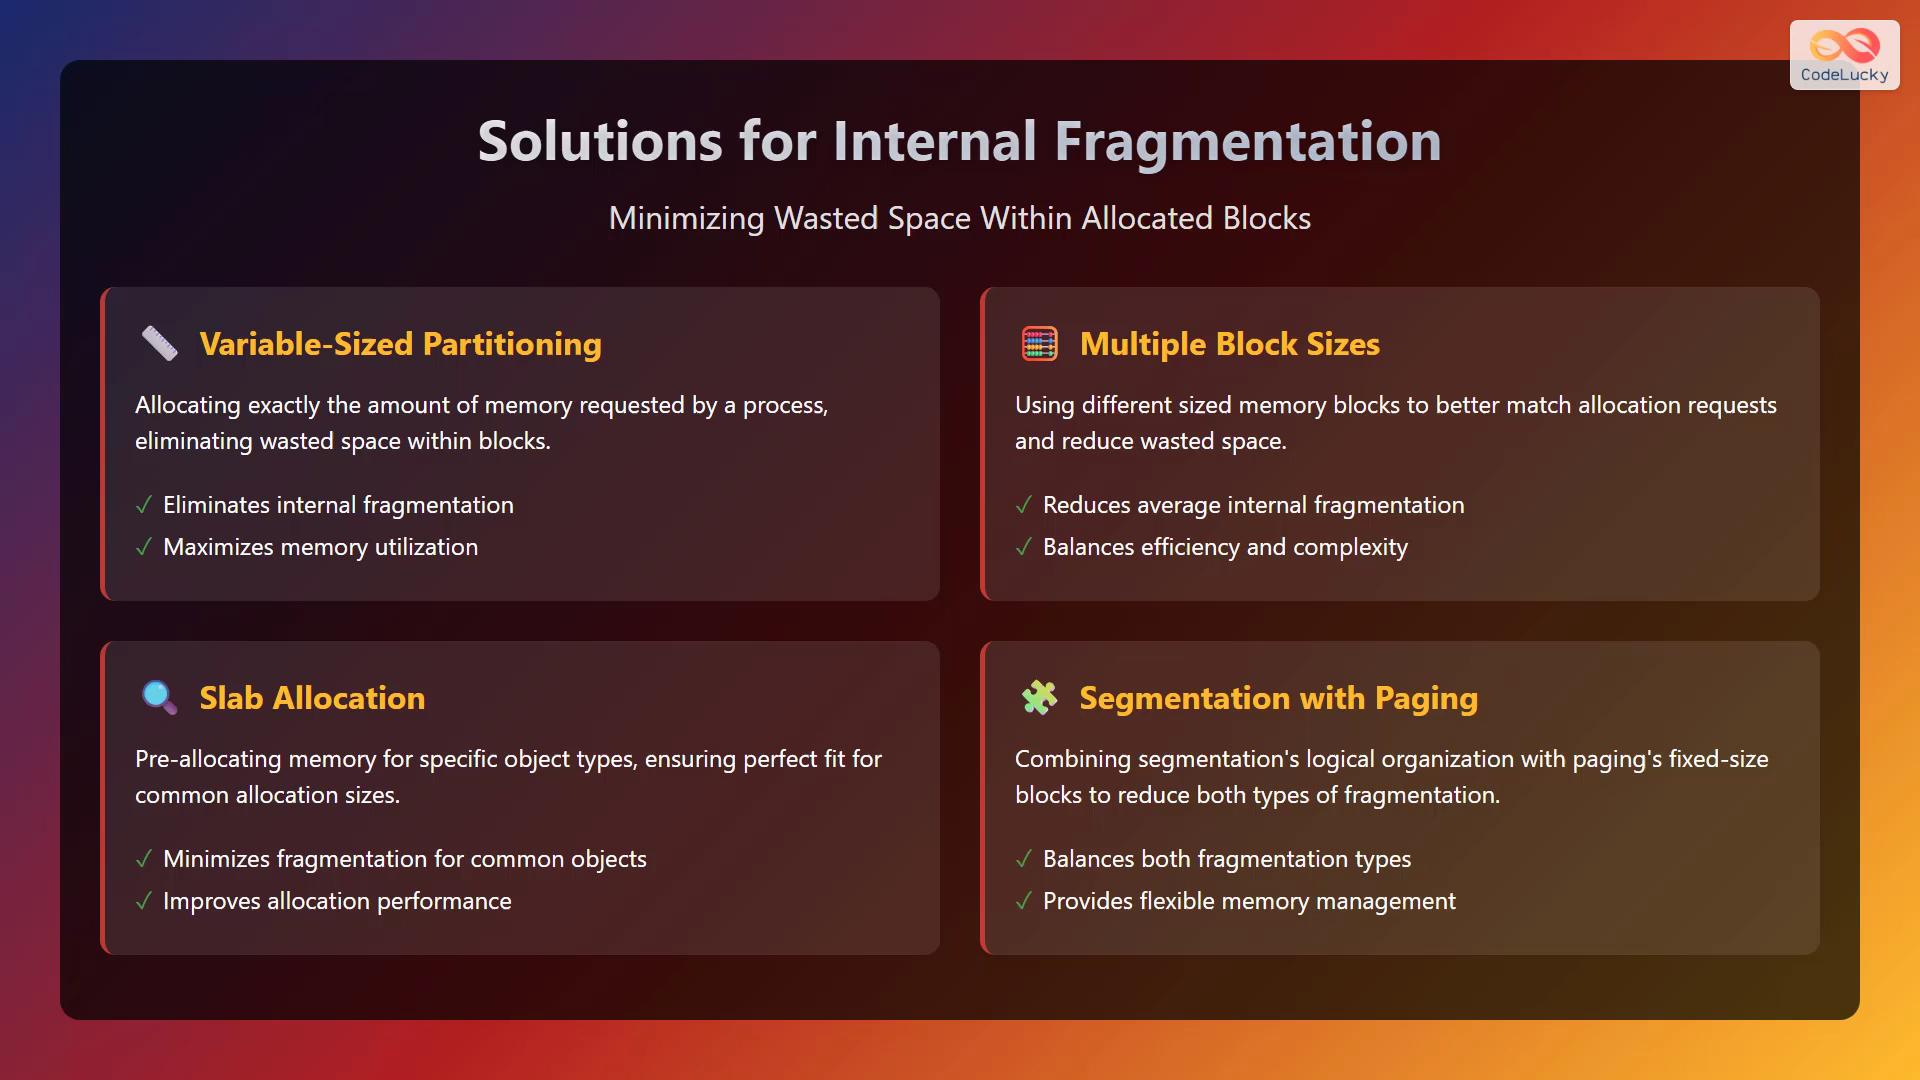 CodeLucky
Solutions for Internal Fragmentation
Minimizing Wasted Space Within Allocated Blocks
Variable-Sized Partitioning
Allocating exactly the amount of memory requested by a process,
eliminating wasted space within blocks.
✓ Eliminates internal fragmentation
✓ Maximizes memory utilization
Multiple Block Sizes
Using different sized memory blocks to better match allocation requests
and reduce wasted space.
✓ Reduces average internal fragmentation
✓ Balances efficiency and complexity
Slab Allocation
Pre-allocating memory for specific object types, ensuring perfect fit for
common allocation sizes.
✓ Minimizes fragmentation for common objects
✓ Improves allocation performance
Segmentation with Paging
Combining segmentation's logical organization with paging's fixed-size
blocks to reduce both types of fragmentation.
✓ Balances both fragmentation types
✓ Provides flexible memory management